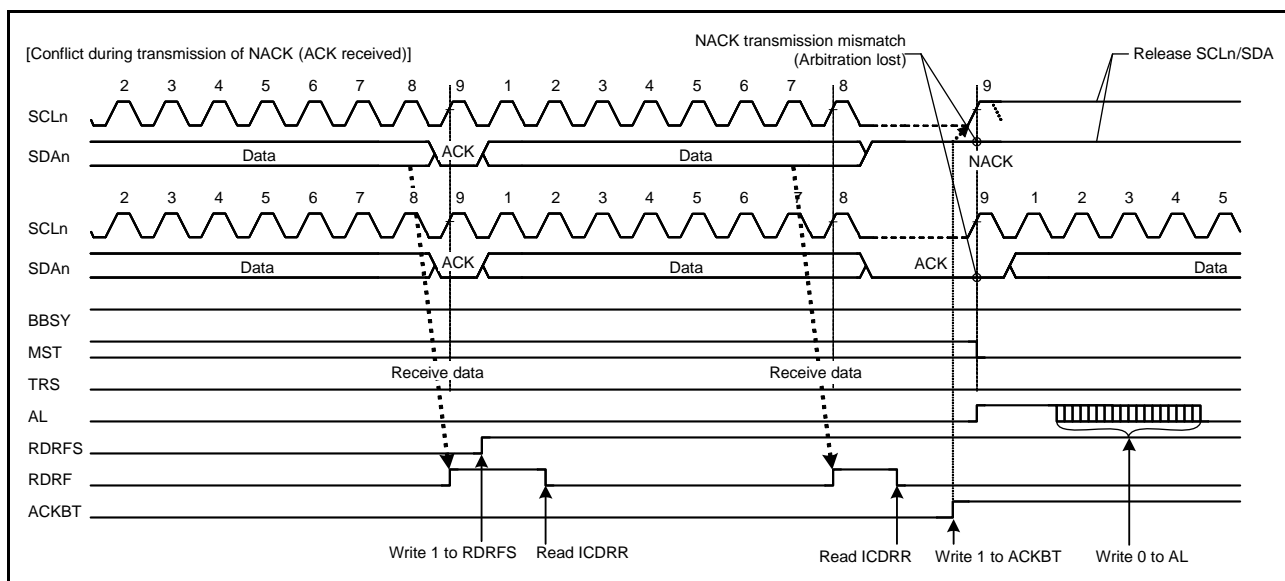 [Conflict during transmission of NACK (ACK received)]
NACK transmission mismatch
(Arbitration lost)
Release SCLn/SDA
2 3 4 5 6 7 8 9 1 2 3 4 5 6 7 8 9
SCLn
SDAn Data ACK Data NACK
2 3 4 5 6 7 8 9 1 2 3 4 5 6 7 8 9 1 2 3 4 5
SCLn
SDAn Data ACK Data ACK Data
BBSY
MST
Receive data Receive data
TRS
AL
RDRFS
RDRF
ACKBT
Write 1 to RDRFS Read ICDRR Read ICDRR Write 1 to ACKBT Write 0 to AL